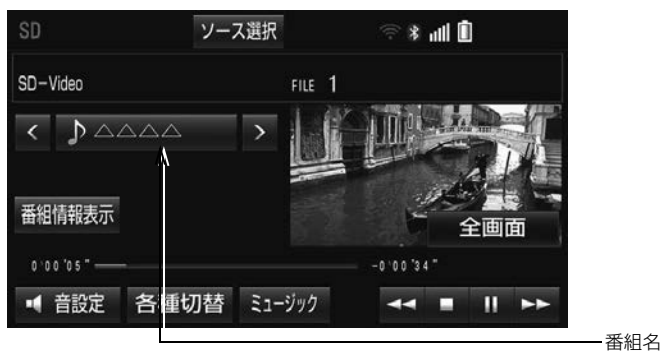 SD ソース選択
SD-Video FILE 1
< ♪ △△△△ >
番組情報表示
全画面
0'00'05" -0'00'34"
音設定 各種切替 ミュージック
番組名